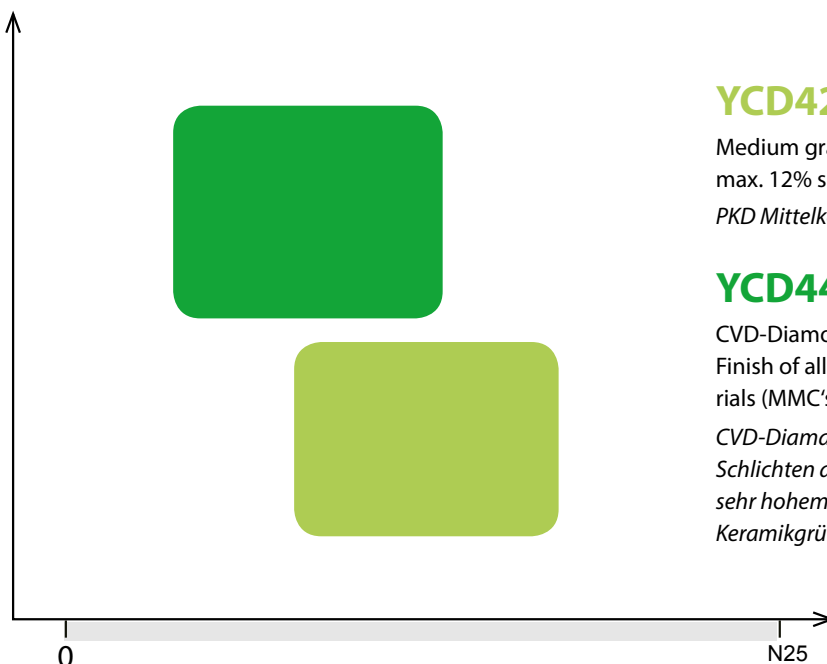 YCD42
Medium gra
max. 12% s
PKD Mittelk
YCD44
CVD-Diamo
Finish of all
rials (MMC‘s
CVD-Diama
Schlichten
sehr hohem
Keramikgrü
0
N25